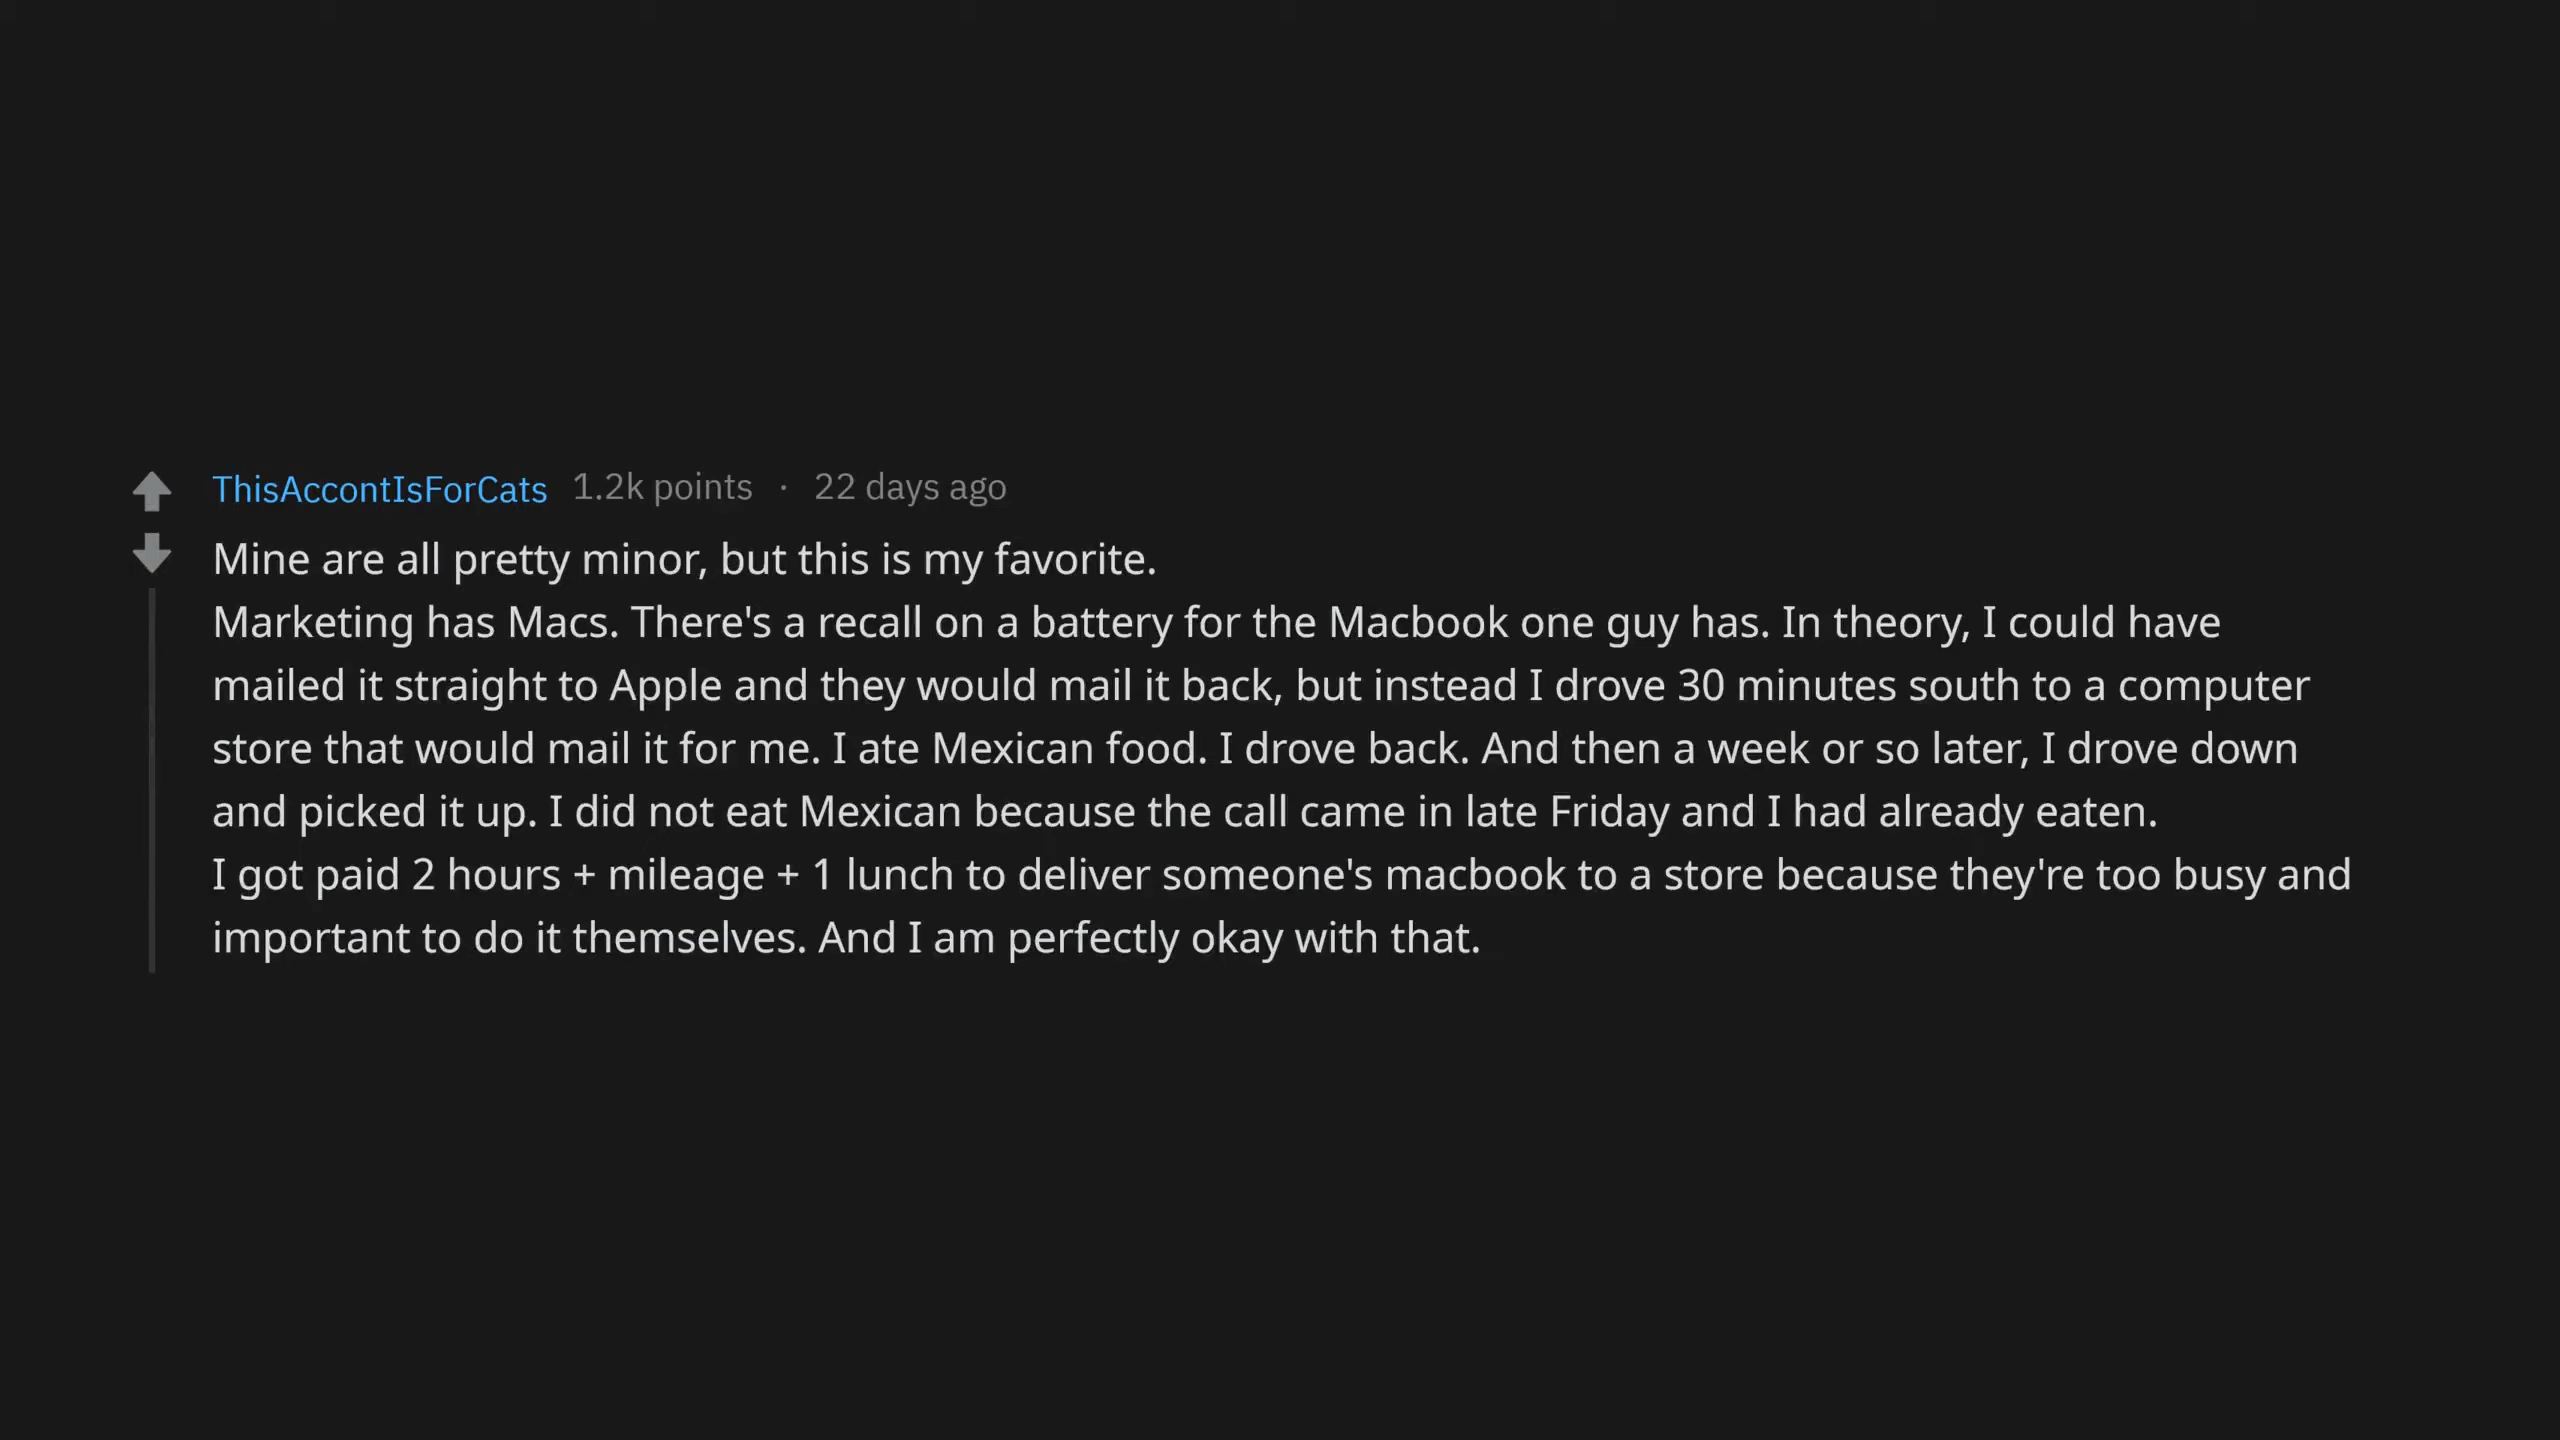 ThisAccontIsForCats 1.2k points · 22 days ago
Mine are all pretty minor, but this is my favorite.
Marketing has Macs. There's a recall on a battery for the Macbook one guy has. In theory, I could have
mailed it straight to Apple and they would mail it back, but instead I drove 30 minutes south to a computer
store that would mail it for me. I ate Mexican food. I drove back. And then a week or so later, I drove down
and picked it up. I did not eat Mexican because the call came in late Friday and I had already eaten.
I got paid 2 hours + mileage + 1 lunch to deliver someone's macbook to a store because they're too busy and
important to do it themselves. And I am perfectly okay with that.